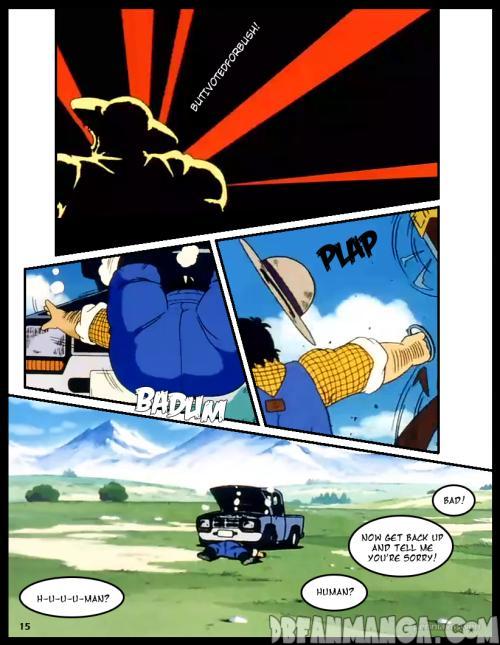 BUTIVOTEDFORBUSH!
PLAP
BADUM
BAD!
NOW GET BACK UP
AND TELL ME
YOU'RE SORRY!
H-U-U-U-MAN?
HUMAN?
15
DBFANMANGA.COM